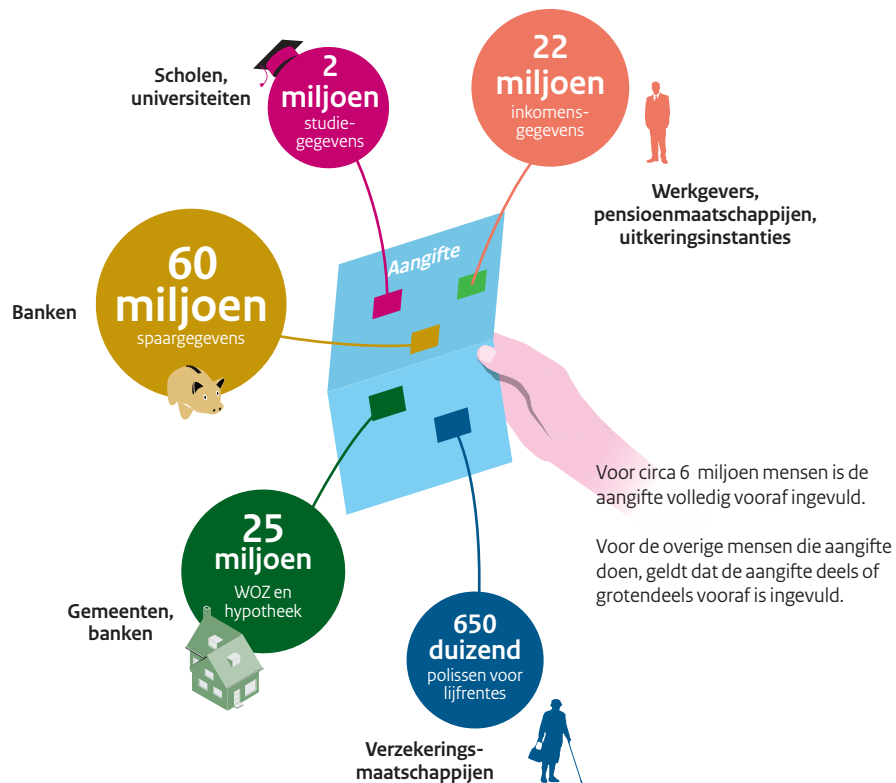 Scholen,
universiteiten
2
miljoen
studie-
gegevens
22
miljoen
inkomens-
gegevens
Werkgevers,
pensioenmaatschappijen,
uitkeringsinstanties
Aangifte
Banken
60
miljoen
spaargegevens
Voor circa 6 miljoen mensen is de
aangifte volledig vooraf ingevuld.
Voor de overige mensen die aangifte
doen, geldt dat de aangifte deels of
grotendeels vooraf is ingevuld.
25
miljoen
WOZ en
hypotheek
Gemeenten,
banken
650
duizend
polissen voor
lijfrentes
Verzekerings-
maatschappijen